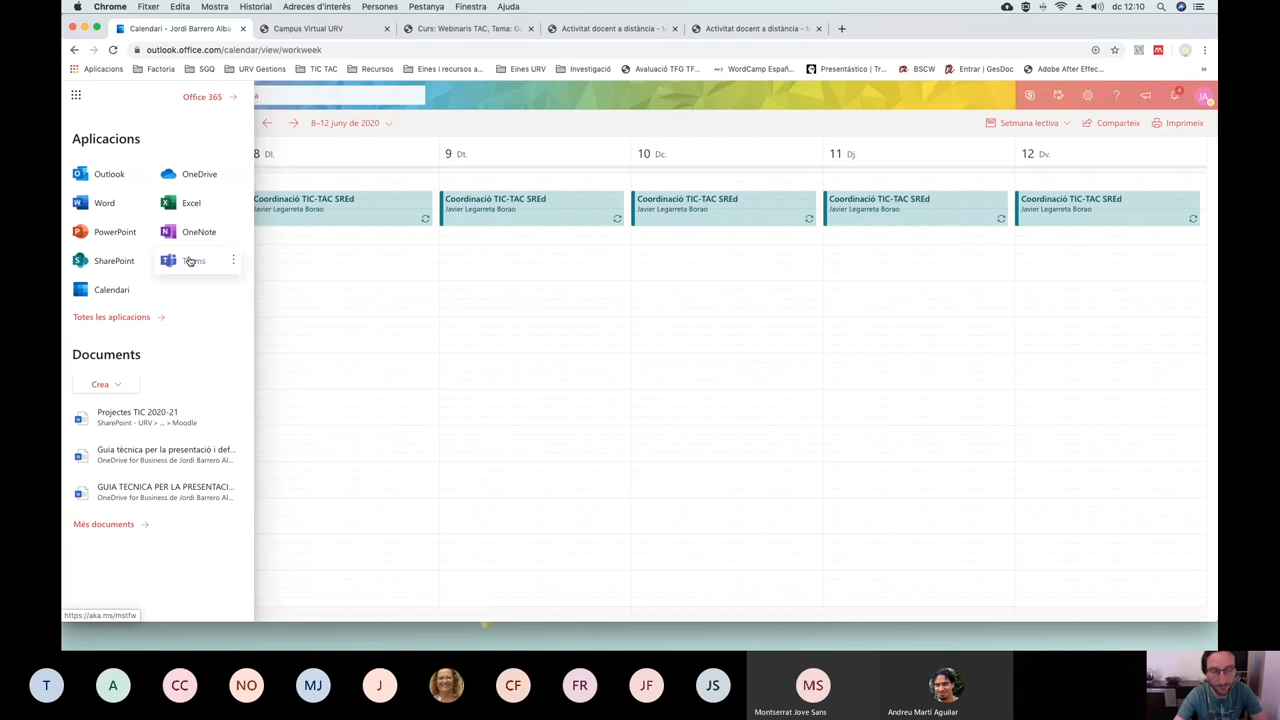 Chrome Fitxer Edita Mostra Historial Adreces d'interès Persones Pestanya Finestra Ajuda dc 12:10
Calendari - Jordi Barrero Alba Campus Virtual URV Curs: Webinaris TAC, Tema: G Activitat docent a distància - M Activitat docent a distància - M
outlook.office.com/calendar/view/workweek
Aplicacions Factoria SGQ URV Gestions TIC TAC Recursos Eines i recursos a... Eines URV Investigació Avaluació TFG TF... WordCamp Españ... Presentástico | Tr... BSCW Entrar | GesDoc Adobe After Effec... »
Office 365 a 4 JA
8–12 juny de 2020 Setmana lectiva Comparteix Imprimeix
Aplicacions
8 Dl. 9 Dt. 10 Dc. 11 Dj. 12 Dv.
Outlook OneDrive
Word Excel
PowerPoint OneNote
SharePoint
Calendari
Coordinació TIC-TAC SREd Coordinació TIC-TAC SREd Coordinació TIC-TAC SREd Coordinació TIC-TAC SREd Coordinació TIC-TAC SREd
Javier Legarreta Borao Javier Legarreta Borao Javier Legarreta Borao Javier Legarreta Borao Javier Legarreta Borao
Totes les aplicacions
Documents
Crea
Projectes TIC 2020-21
SharePoint - URV > ... > Moodle
Guia tècnica per la presentació i def...
OneDrive for Business de Jordi Barrero Al...
GUIA TECNICA PER LA PRESENTACI...
OneDrive for Business de Jordi Barrero Al...
Més documents
https://aka.ms/mstfw
T A CC NO MJ J CF FR JF JS MS
Montserrat Jove Sans Andreu Martí Aguilar